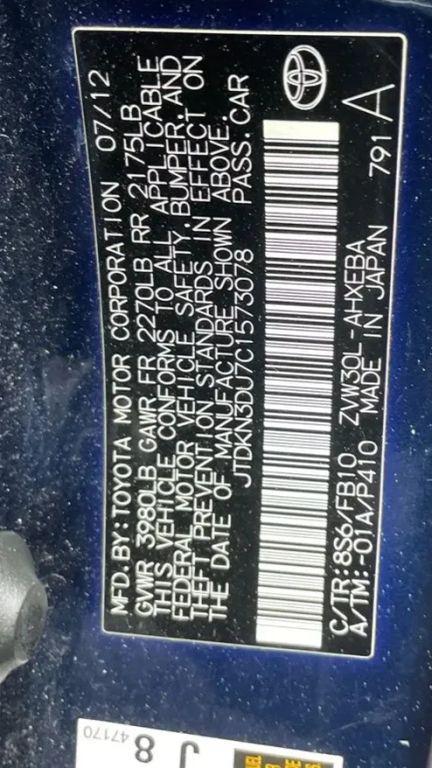 MFD.BY:TOYOTA MOTOR CORPORATION 07/12
GVWR 3980LB GAWR FR 2270LB RR 2175LB
THIS VEHICLE CONFORMS TO ALL APPLICABLE
FEDERAL MOTOR VEHICLE SAFETY,BUMPER,AND
THEFT PREVENTION STANDARDS IN EFFECT ON
THE DATE OF MANUFACTURE SHOWN ABOVE.
JTDKN3DU7C1573078 PASS.CAR
C/TR:8S6/FB10 ZVW30L-AHXEBA
A/TM:-01A/P410 MADE IN JAPAN 791 A
47170
J 8